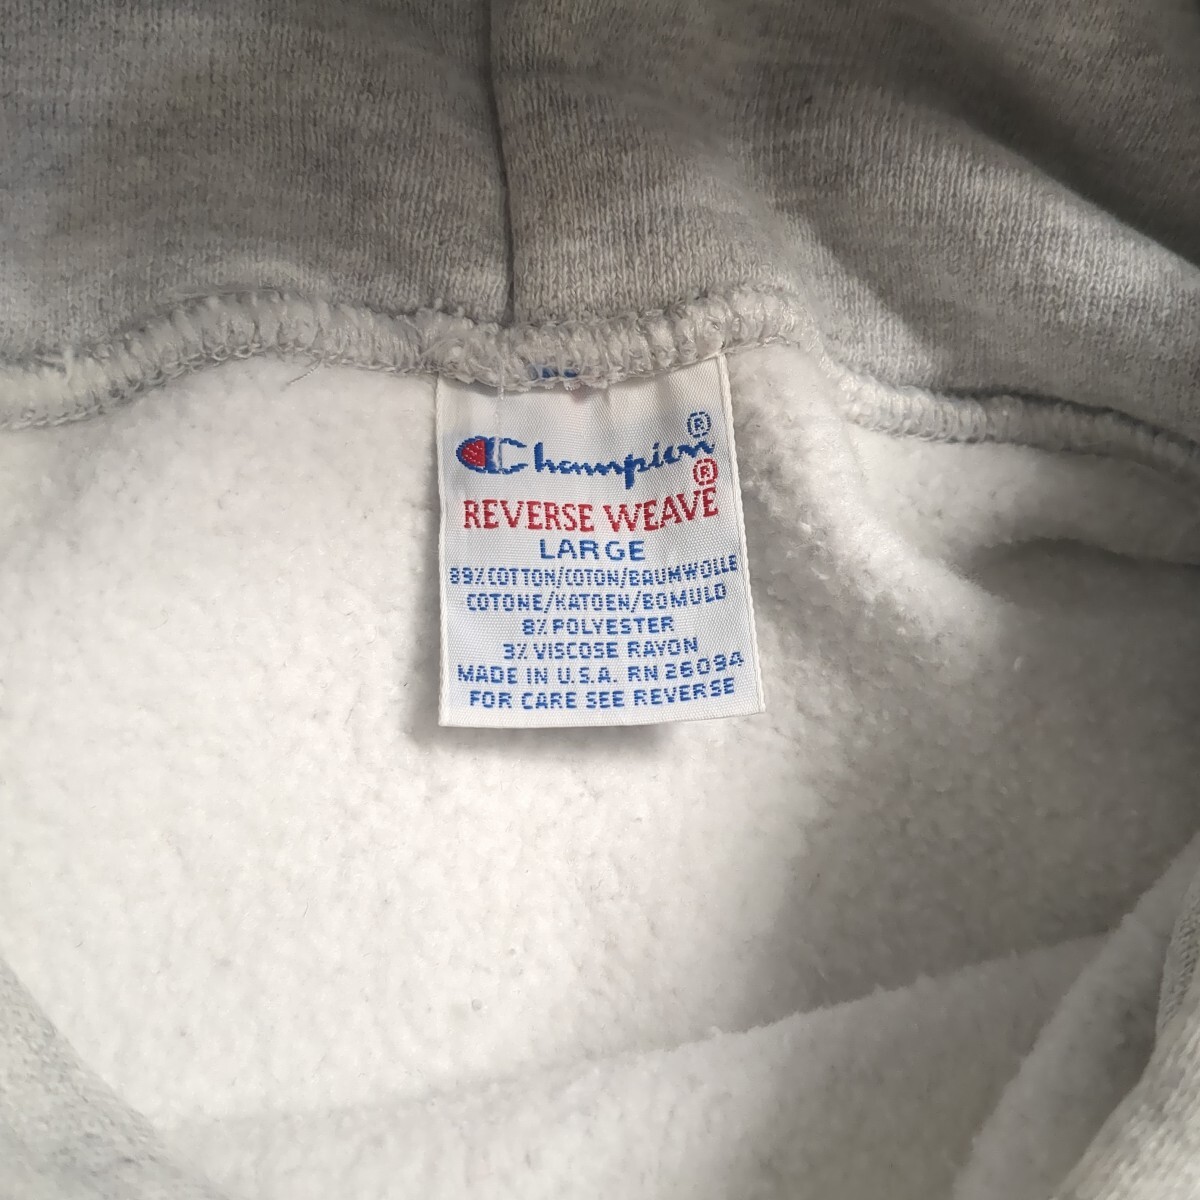 Champion®
REVERSE WEAVE®
LARGE
89% COTTON/COTON/BAUMWOLLE
COTONE/KATOEN/BOMULD
8% POLYESTER
3% VISCOSE RAYON
MADE IN U.S.A. RN 26094
FOR CARE SEE REVERSE